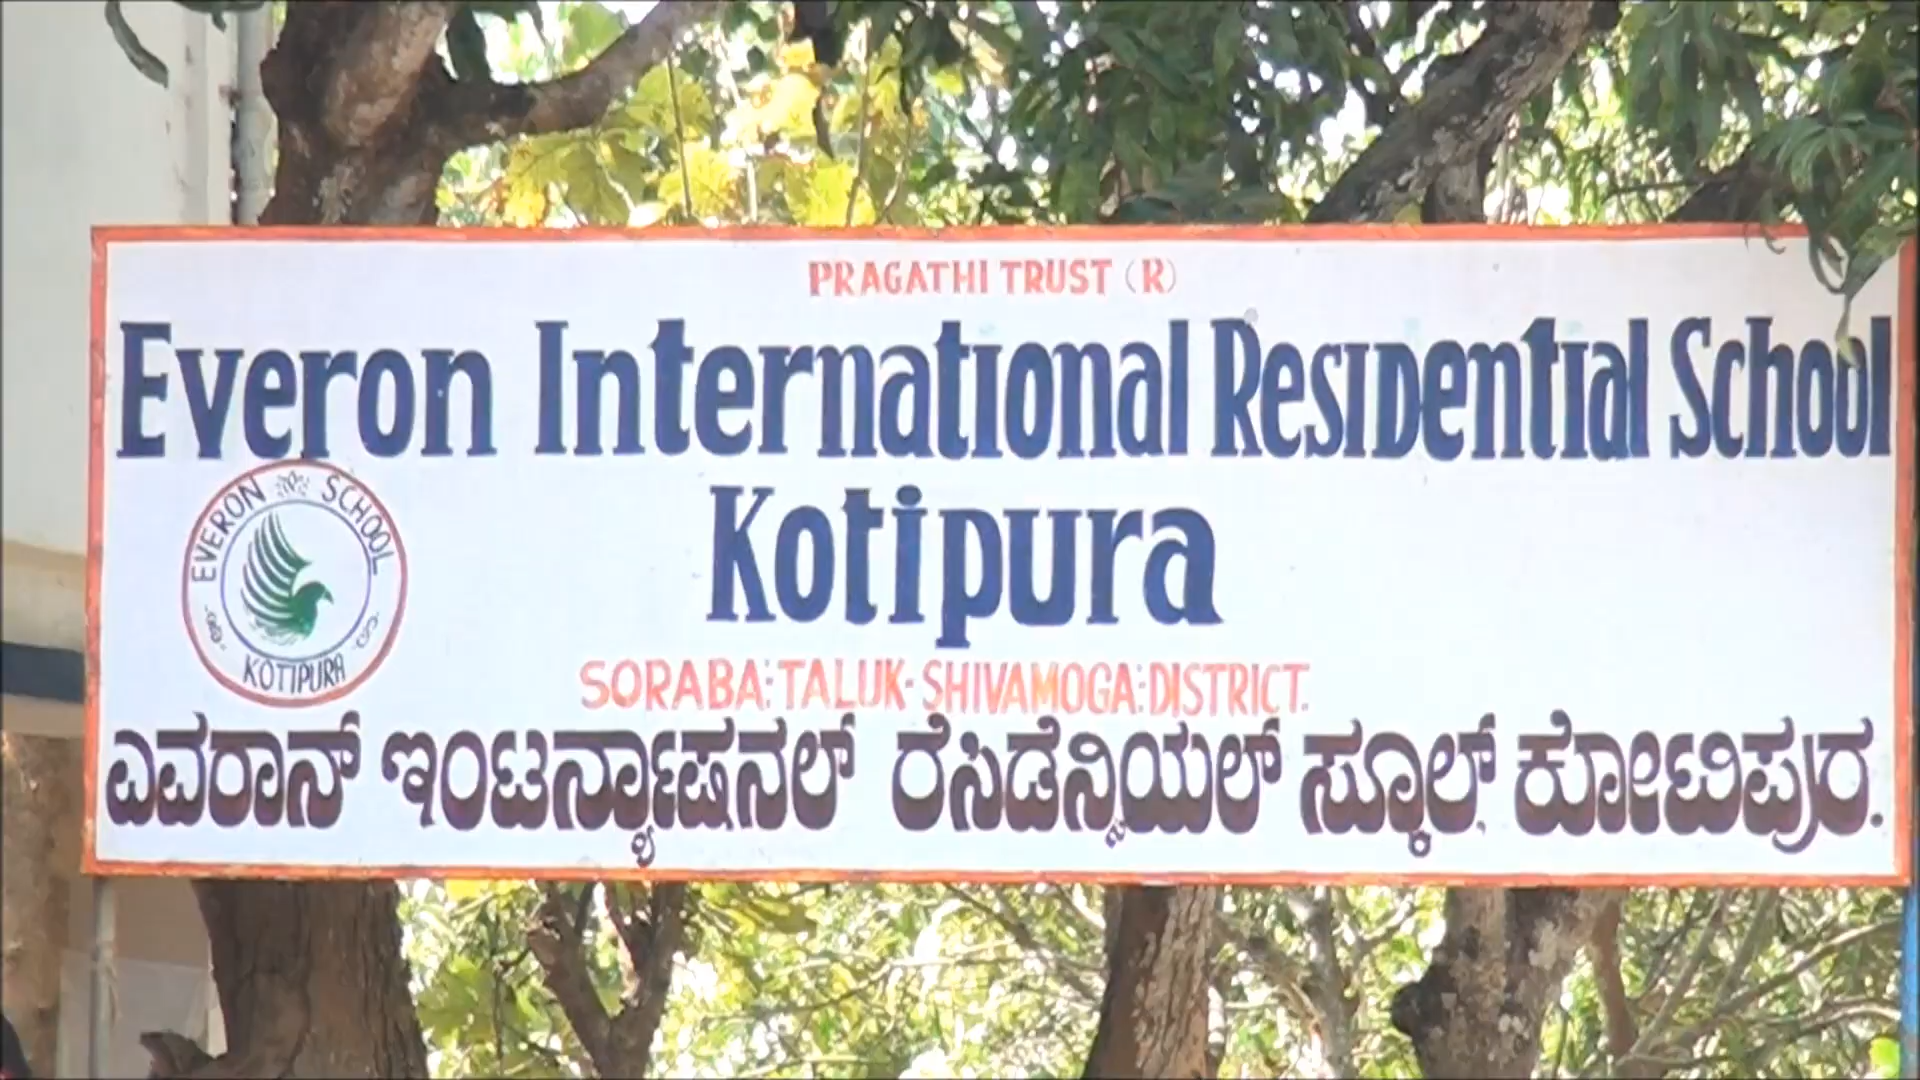 PRAGATHI TRUST (R)
Everon International Residential School
Kotipura
EVERON SCHOOL
KOTIPURA
SORABA: TALUK- SHIVAMOGA: DISTRICT.
ಎವರಾನ್ ಇಂಟರ್ನ್ಯಾಷನಲ್ ರೆಸಿಡೆನ್ಶಿಯಲ್ ಸ್ಕೂಲ್, ಕೋಟಿಪುರ.